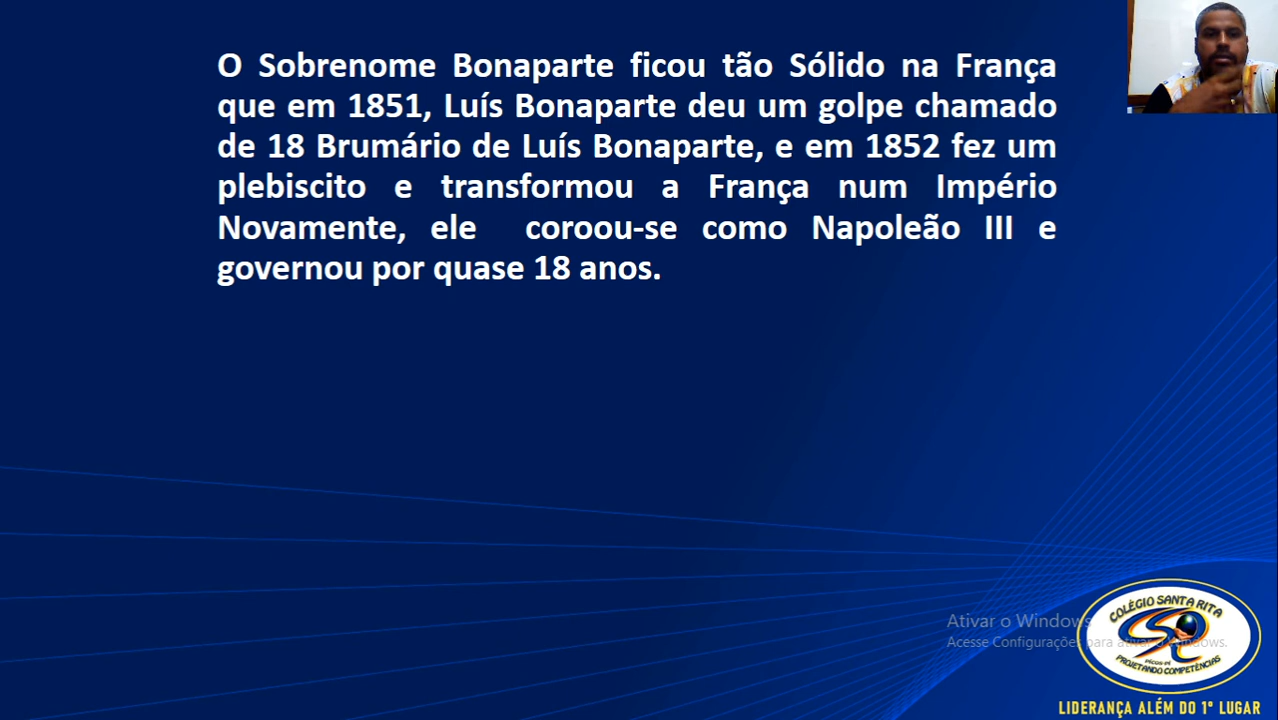 O Sobrenome Bonaparte ficou tão Sólido na França
que em 1851, Luís Bonaparte deu um golpe chamado
de 18 Brumário de Luís Bonaparte, e em 1852 fez um
plebiscito e transformou a França num Império
Novamente, ele coroou-se como Napoleão III e
governou por quase 18 anos.
Ativar o Windows
Acesse Configurações para ativar o Windows.
COLÉGIO SANTA RITA
PICOS-PI
PROJETANDO COMPETÊNCIAS
LIDERANÇA ALÉM DO 1º LUGAR